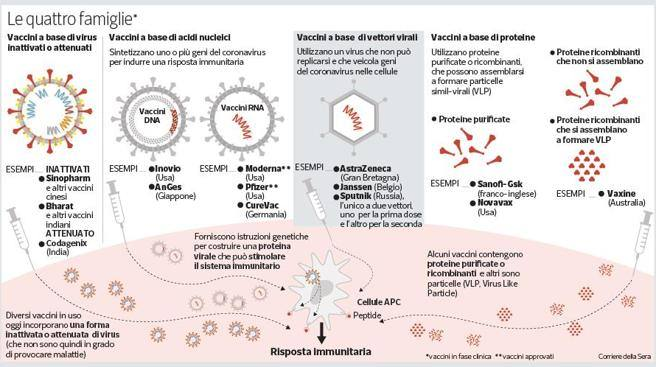 Le quattro famiglie*
Vaccini a base di virus
inattivati o attenuati
ESEMPI INATTIVATI
Sinopharm
e altri vaccini
cinesi
Bharat
e altri vaccini
indiani
ATTENUATO
Codagenix
(India)
Vaccini a base di acidi nucleici
Sintetizzano uno o più geni del coronavirus
per indurre una risposta immunitaria
Vaccini
DNA
Vaccini RNA
ESEMPI Inovio
(Usa)
AnGes
(Giappone)
ESEMPI Moderna**
(Usa)
Pfizer**
(Usa)
CureVac
(Germania)
Vaccini a base di vettori virali
Utilizzano un virus che non può
replicarsi e che veicola geni
del coronavirus nelle cellule
ESEMPI AstraZeneca
(Gran Bretagna)
Janssen (Belgio)
Sputnik (Russia),
l'unico a due vettori,
uno per la prima dose
e l'altro per la seconda
Vaccini a base di proteine
Utilizzano proteine
purificate o ricombinanti,
che possono assemblarsi
a formare particelle
simil-virali (VLP)
Proteine purificate
ESEMPI Sanofi-Gsk
(franco-inglese)
Novavax
(Usa)
Proteine ricombinanti
che non si assemblano
Proteine ricombinanti
che si assemblano
a formare VLP
ESEMPI Vaxine
(Australia)
Forniscono istruzioni genetiche
per costruire una proteina
virale che può stimolare
il sistema immunitario
Alcuni vaccini contengono
proteine purificate o
ricombinanti e altri sono
particelle (VLP, Virus Like
Particle)
Cellule APC
Peptide
Diversi vaccini in uso
oggi incorporano una forma
inattivata o attenuata di virus
(che non sono quindi in grado
di provocare malattie)
Risposta immunitaria
*vaccini in fase clinica **vaccini approvati
Corriere della Sera